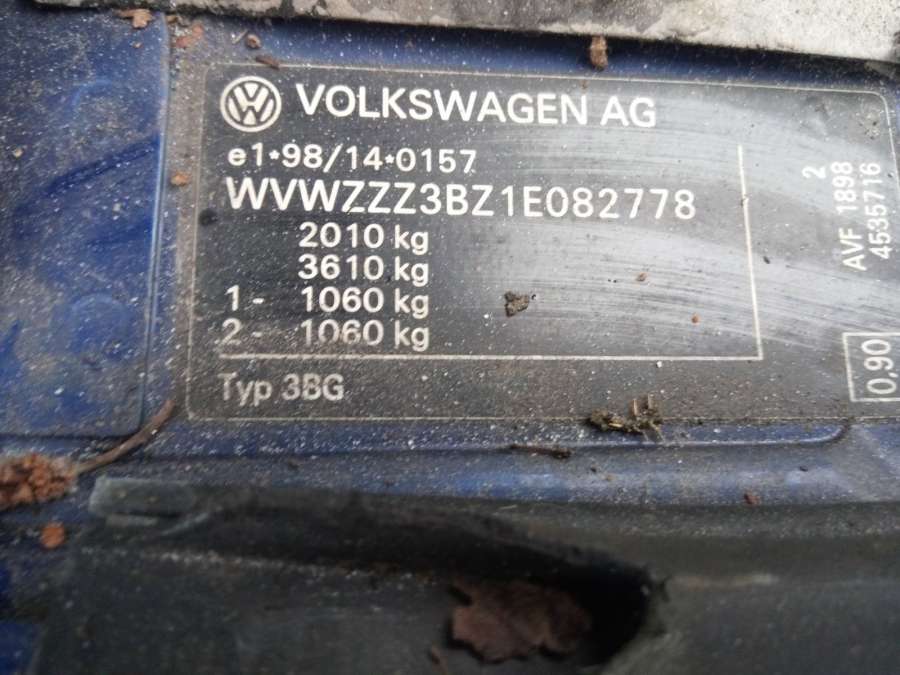 VOLKSWAGEN AG
e1*98/14*0157
WVWZZZ3BZ1E082778
2010 kg
3610 kg
1- 1060 kg
2- 1060 kg
Typ 3BG
2
AVF 1898
4535716
0,90